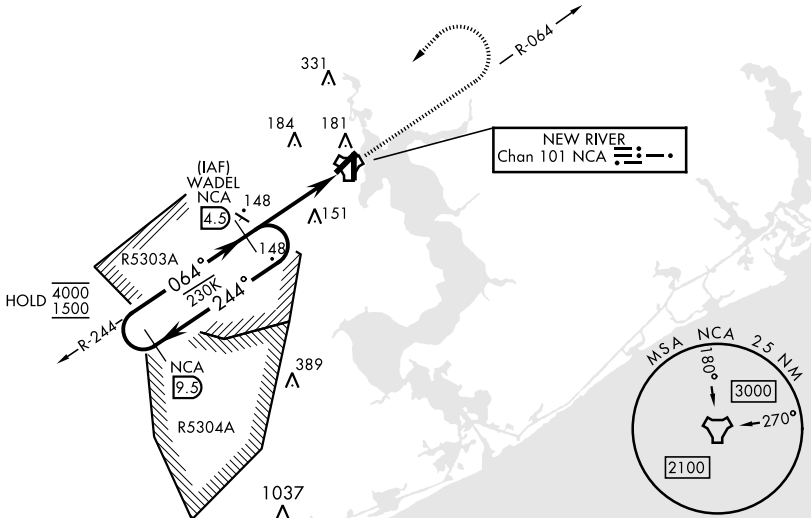 331
R-064
184
181
NEW RIVER
Chan 101 NCA
(IAF)
WADEL
NCA
4.5
148
151
R5303A
148
064°
230K
244°
HOLD 4000
1500
R-244
NCA
9.5
389
R5304A
1037
MSA NCA 25 NM
180°
3000
270°
2100